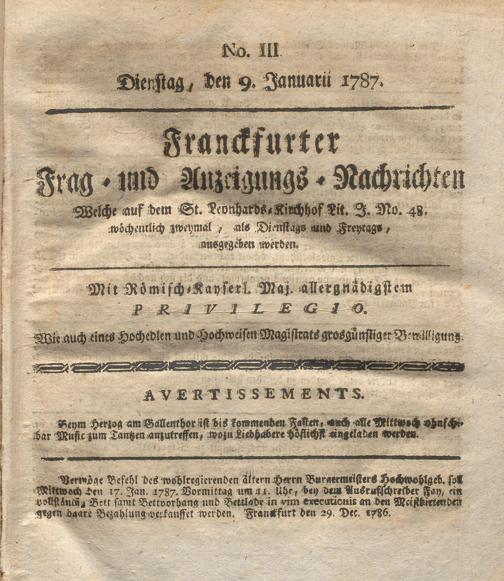 No. III
Dienstag, den 9. Januarii 1787.
Franckfurter
Frag - und Anzeigungs - Nachrichten
Welche auf dem St. Leonhards-Kirchhof Lit. J. No. 48.
wöchentlich zweymal, als Dienstags und Freytags,
ausgegeben werden.
Mit Römisch-Kayserl. Maj. allergnädigstem
PRIVILEGIO.
Wie auch eines Hochedlen und Hochweisen Magistrats grosgünstiger Bewilligung.
AVERTISSEMENTS.
Beym Herzog am Gallenthor ist bis kommenden Fasten, auch alle Mittwoch ohnfehl-
bar Music zum Tantzen anzutreffen, wozu Liebhabere höflichst eingeladen werden.
Vermöge Befehl des wohlregierenden ältern Herrn Burgermeisters Hochwohlgeb. soll
Mittwoch den 17. Jan. 1787. Vormittag um 11. Uhr, bey dem Ausrufschreiber Fay, ein
vollständig Bett samt Bettvorhang und Bettlade in vim executionis an den Meistbietenden
gegen baare Bezahlung verkauffet werden. Franckfurt den 29. Dec. 1786.